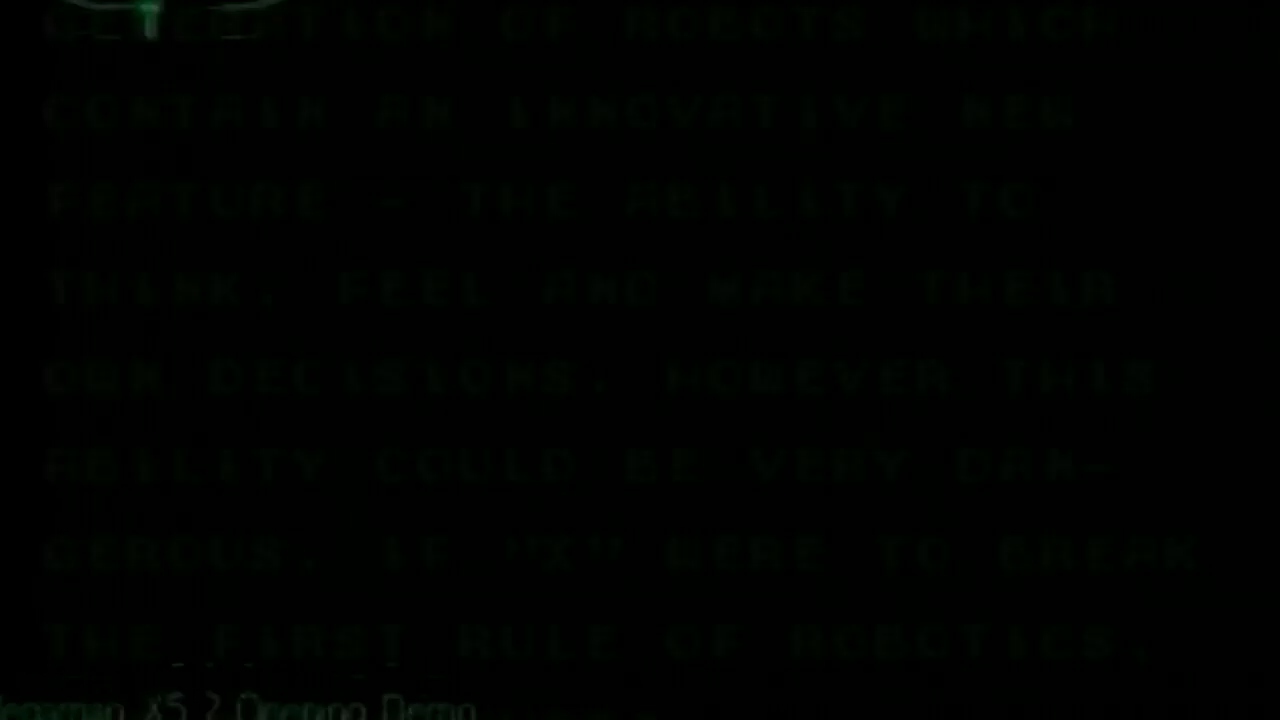 GENERATION OF ROBOTS WHICH
CONTAIN AN INNOVATIVE NEW
FEATURE - THE ABILITY TO
THINK, FEEL AND MAKE THEIR
OWN DECISIONS. HOWEVER THIS
ABILITY COULD BE VERY DAN-
GEROUS. IF "X" WERE TO BREAK
THE FIRST RULE OF ROBOTICS,
Megaman X5.? Opening Demo